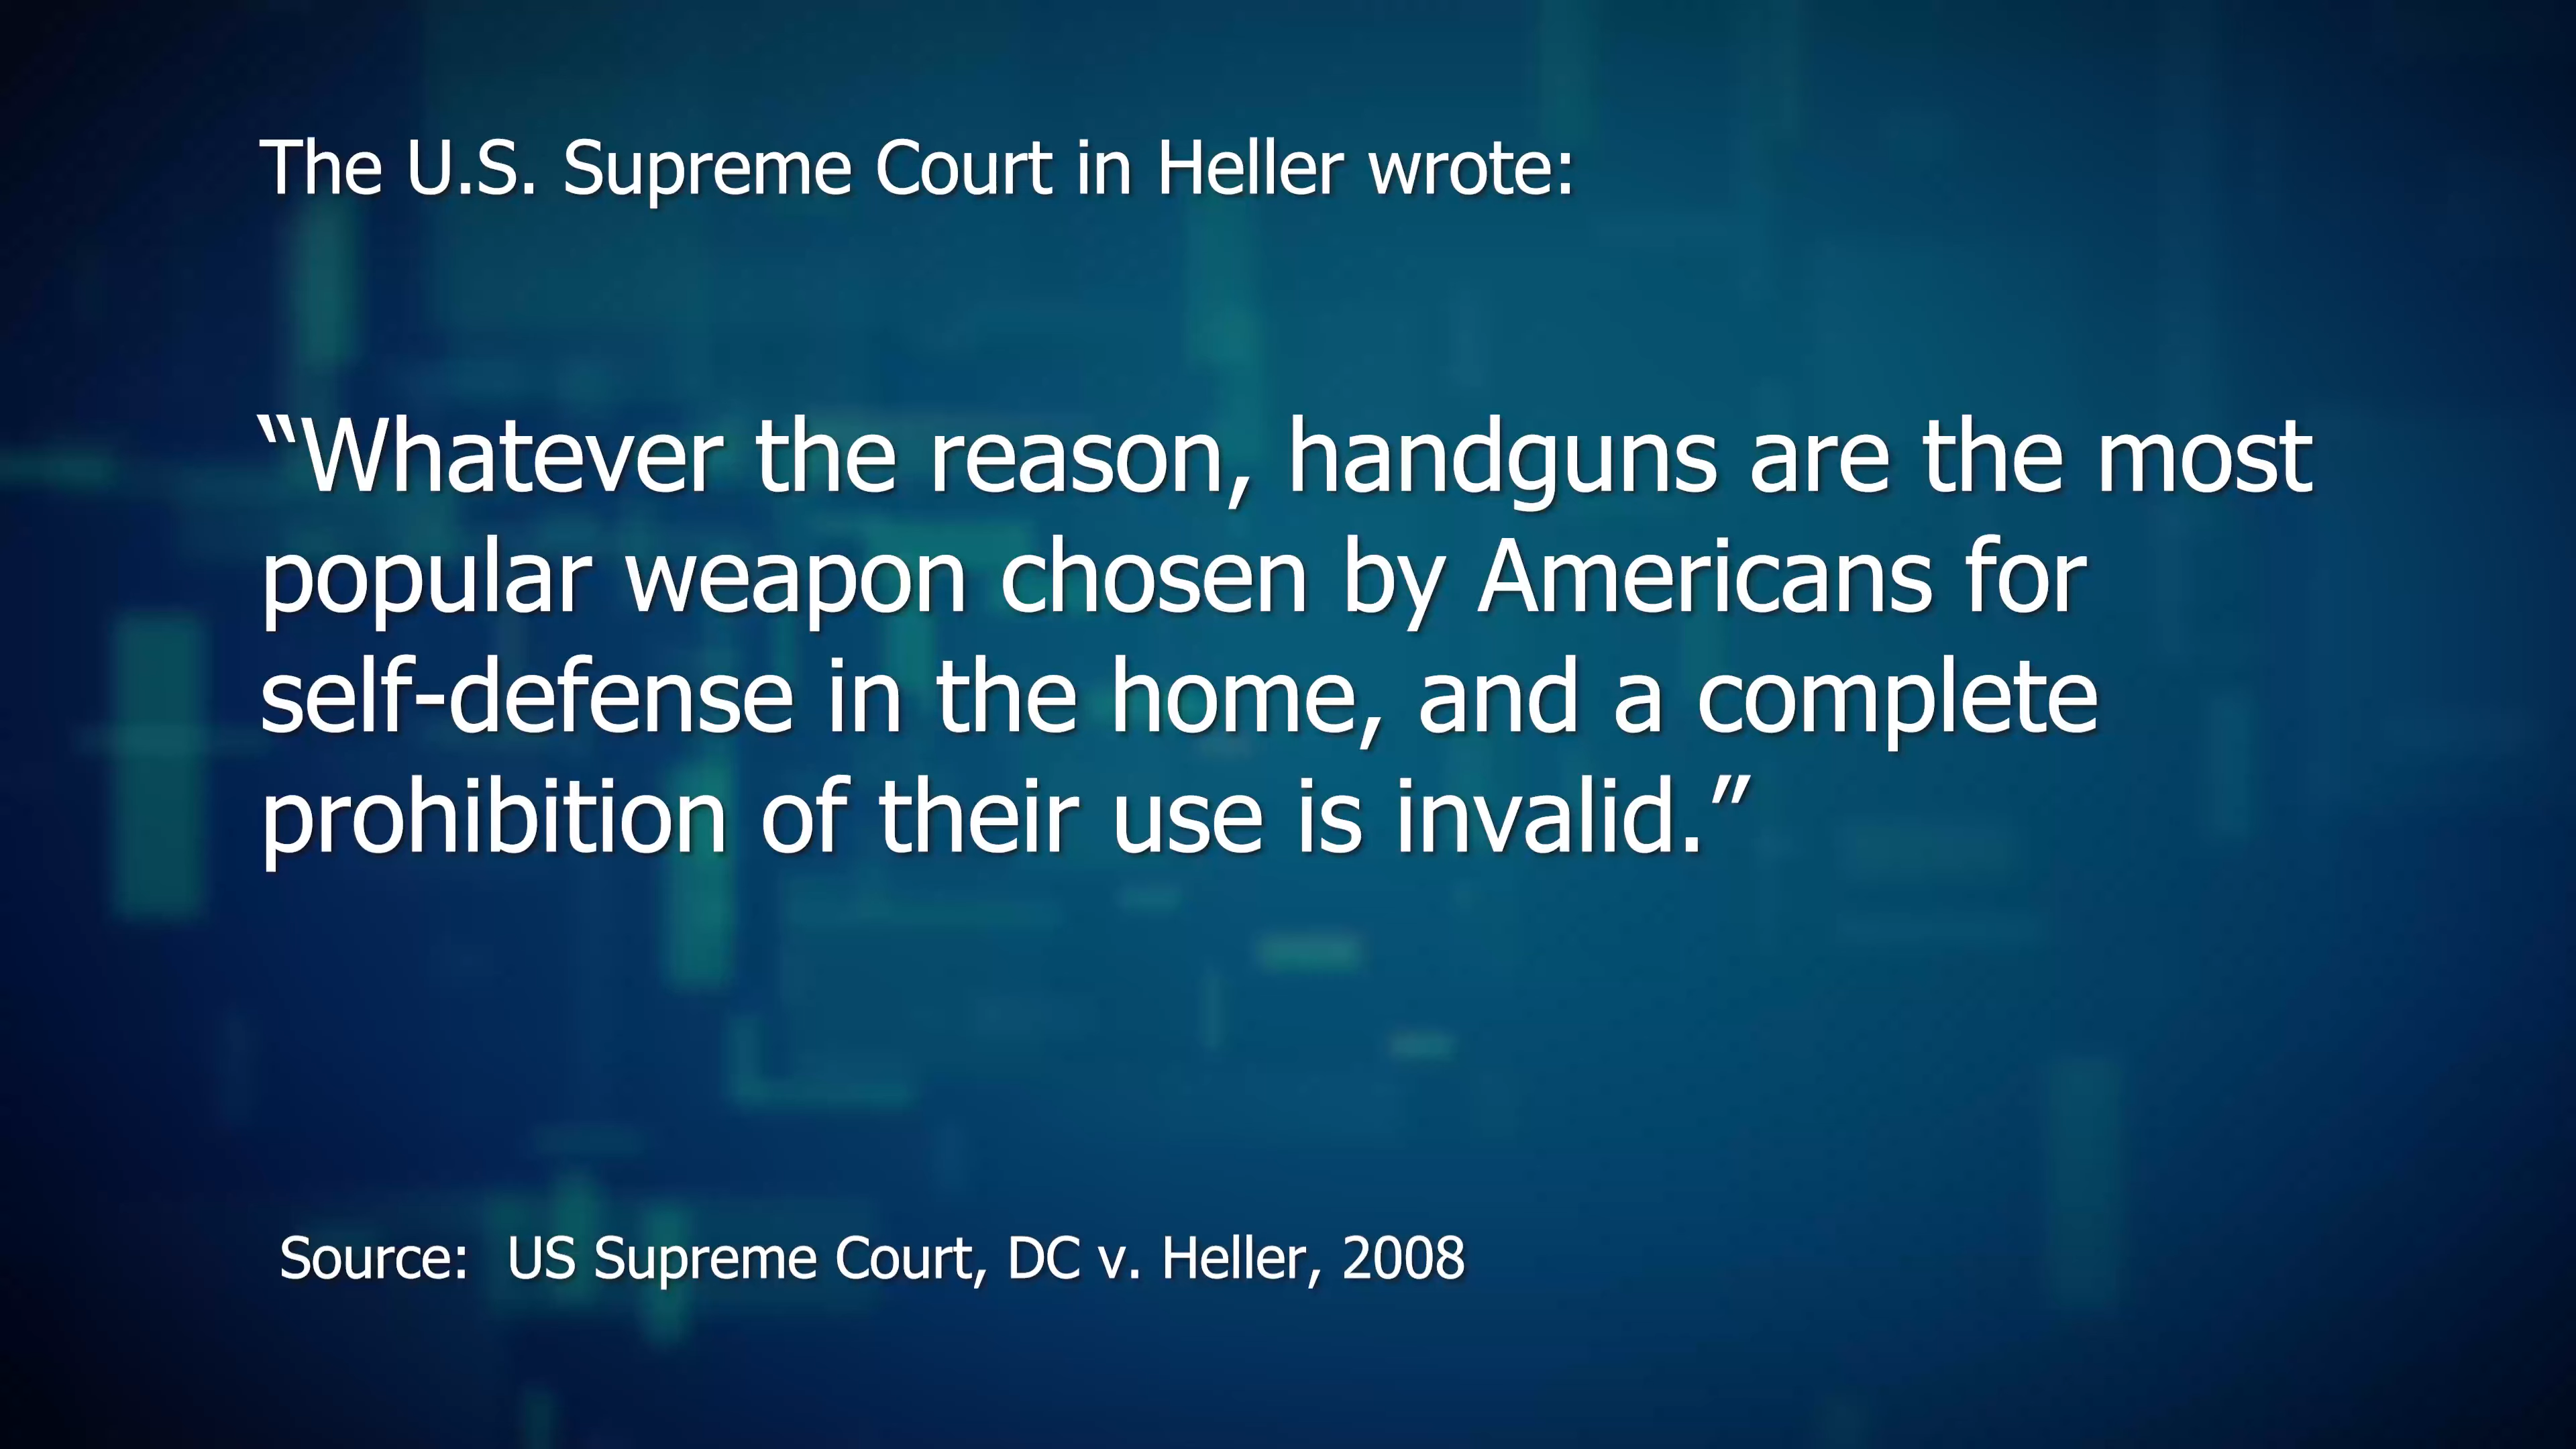 The U.S. Supreme Court in Heller wrote:
“Whatever the reason, handguns are the most
popular weapon chosen by Americans for
self-defense in the home, and a complete
prohibition of their use is invalid.”
Source:  US Supreme Court, DC v. Heller, 2008